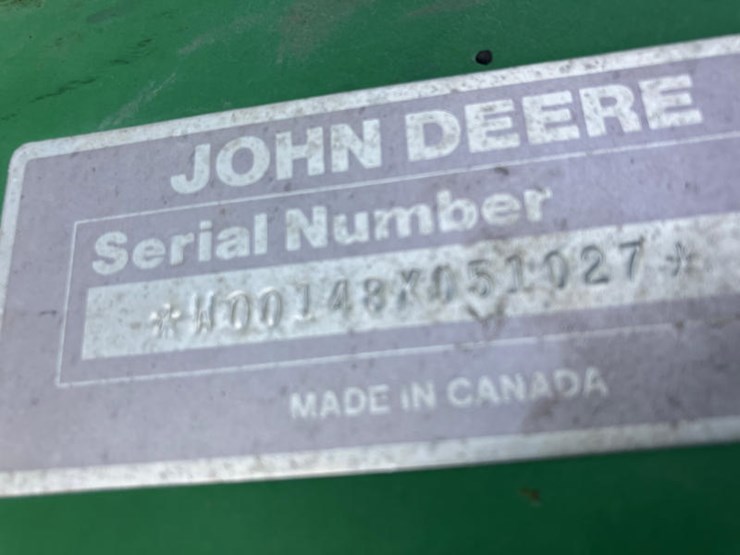 JOHN DEERE
Serial Number
*W00148X051027*
MADE IN CANADA